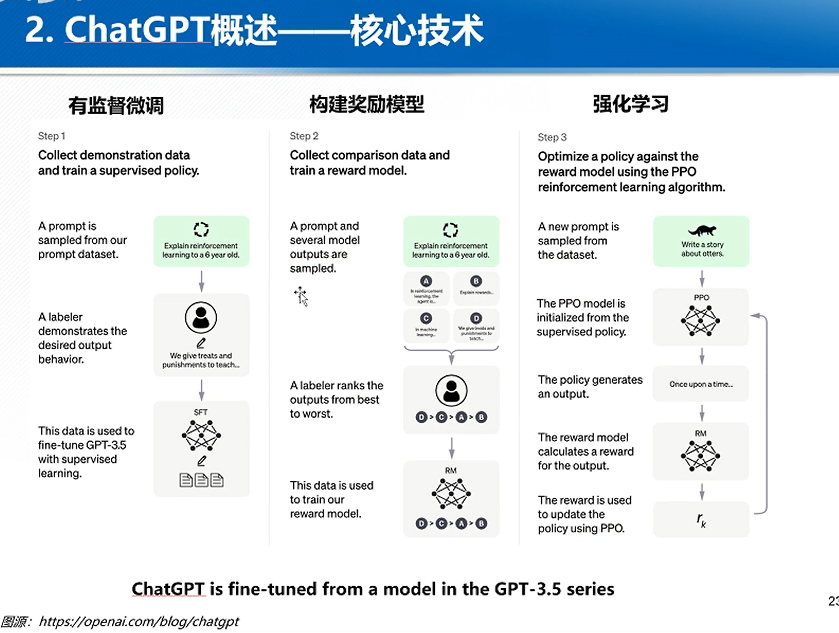 2. ChatGPT概述——核心技术
有监督微调
Step 1
Collect demonstration data
and train a supervised policy.
A prompt is
sampled from our
prompt dataset.
Explain reinforcement
learning to a 6 year old.
A labeler
demonstrates the
desired output
behavior.
We give treats and
punishments to teach...
This data is used to
fine-tune GPT-3.5
with supervised
learning.
SFT
构建奖励模型
Step 2
Collect comparison data and
train a reward model.
A prompt and
several model
outputs are
sampled.
Explain reinforcement
learning to a 6 year old.
A
In reinforcement
learning, the
agent is...
B
Explain rewards...
C
In machine
learning...
D
We give treats and
punishments to
teach...
A labeler ranks the
outputs from best
to worst.
D > C > A > B
This data is used
to train our
reward model.
RM
D > C > A > B
强化学习
Step 3
Optimize a policy against the
reward model using the PPO
reinforcement learning algorithm.
A new prompt is
sampled from
the dataset.
Write a story
about otters.
The PPO model is
initialized from the
supervised policy.
PPO
The policy generates
an output.
Once upon a time...
The reward model
calculates a reward
for the output.
RM
The reward is used
to update the
policy using PPO.
rk
ChatGPT is fine-tuned from a model in the GPT-3.5 series
图源：https://openai.com/blog/chatgpt